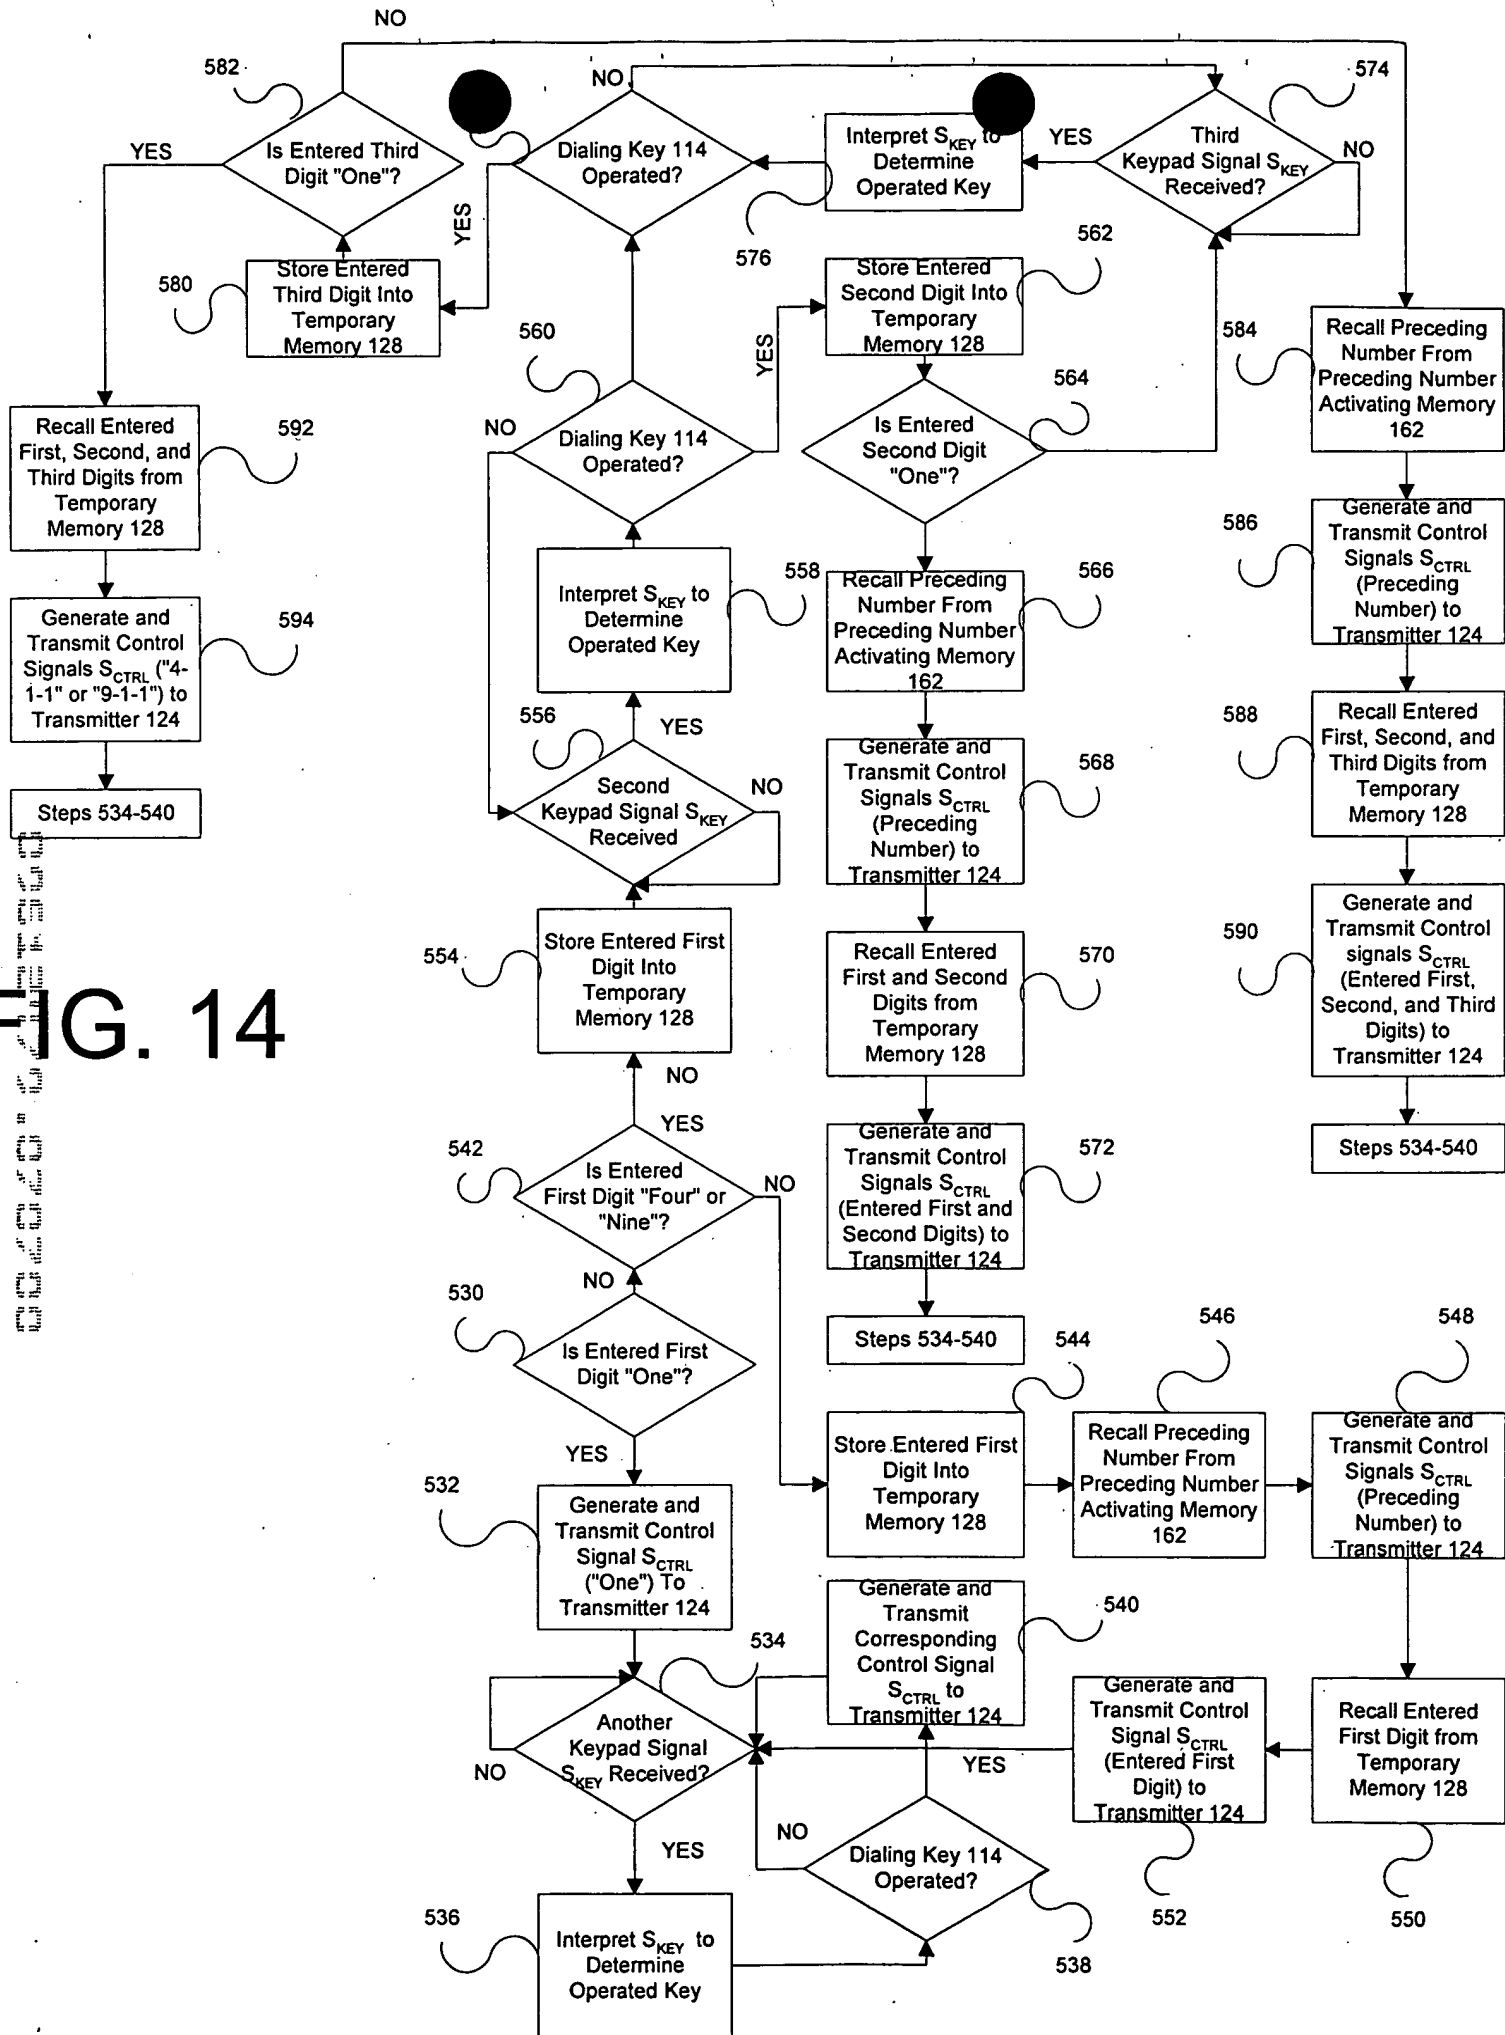 NO
582
Is Entered Third
Digit "One"?
YES
NO
Dialing Key 114
Operated?
YES
Interpret SKEY to
Determine
Operated Key
576
YES
574
Third
Keypad Signal SKEY
Received?
NO
580
Store Entered
Third Digit Into
Temporary
Memory 128
562
Store Entered
Second Digit Into
Temporary
Memory 128
560
Dialing Key 114
Operated?
NO
YES
564
Is Entered
Second Digit
"One"?
584
Recall Preceding
Number From
Preceding Number
Activating Memory
162
592
Recall Entered
First, Second, and
Third Digits from
Temporary
Memory 128
586
Generate and
Transmit Control
Signals SCTRL
(Preceding
Number) to
Transmitter 124
558
Interpret SKEY to
Determine
Operated Key
566
Recall Preceding
Number From
Preceding Number
Activating Memory
162
594
Generate and
Transmit Control
Signals SCTRL ("4-
1-1" or "9-1-1") to
Transmitter 124
Steps 534-540
556
YES
Second
Keypad Signal SKEY
Received
NO
568
Generate and
Transmit Control
Signals SCTRL
(Preceding
Number) to
Transmitter 124
588
Recall Entered
First, Second, and
Third Digits from
Temporary
Memory 128
554
Store Entered First
Digit Into
Temporary
Memory 128
570
Recall Entered
First and Second
Digits from
Temporary
Memory 128
590
Generate and
Tramsmit Control
signals SCTRL
(Entered First,
Second, and Third
Digits) to
Transmitter 124
Steps 534-540
FIG. 14
NO
YES
542
Is Entered
First Digit "Four" or
"Nine"?
NO
572
Generate and
Transmit Control
Signals SCTRL
(Entered First and
Second Digits) to
Transmitter 124
Steps 534-540
NO
530
Is Entered First
Digit "One"?
YES
544
Store Entered First
Digit Into
Temporary
Memory 128
546
Recall Preceding
Number From
Preceding Number
Activating Memory
162
548
Generate and
Transmit Control
Signals SCTRL
(Preceding
Number) to
Transmitter 124
532
Generate and
Transmit Control
Signal SCTRL
("One") To
Transmitter 124
534
Another
Keypad Signal
SKEY Received?
NO
YES
540
Generate and
Transmit
Corresponding
Control Signal
SCTRL to
Transmitter 124
YES
Generate and
Transmit Control
Signal SCTRL
(Entered First
Digit) to
Transmitter 124
552
Recall Entered
First Digit from
Temporary
Memory 128
550
NO
Dialing Key 114
Operated?
538
536
Interpret SKEY to
Determine
Operated Key